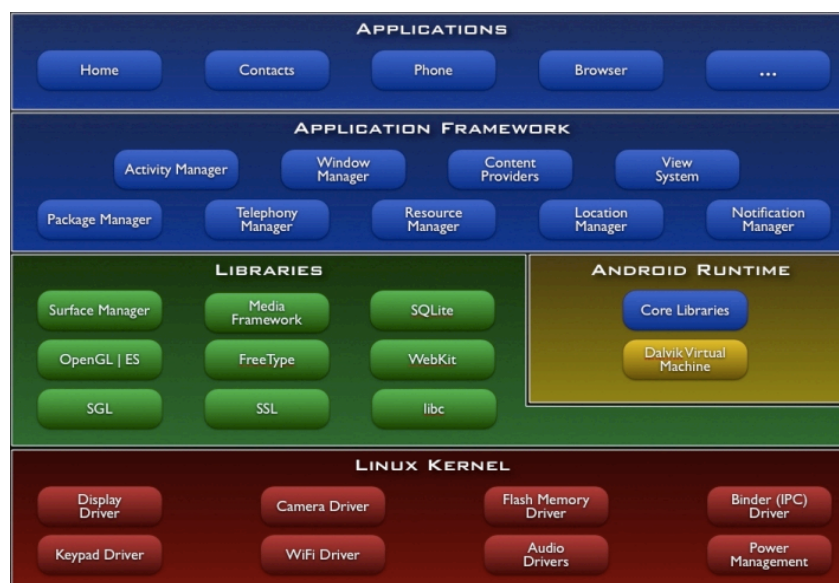 APPLICATIONS
Home
Contacts
Phone
Browser
...
APPLICATION FRAMEWORK
Activity Manager
Window
Manager
Content
Providers
View
System
Package Manager
Telephony
Manager
Resource
Manager
Location
Manager
Notification
Manager
LIBRARIES
Surface Manager
Media
Framework
SQLite
OpenGL | ES
FreeType
WebKit
SGL
SSL
libc
ANDROID RUNTIME
Core Libraries
Dalvik Virtual
Machine
LINUX KERNEL
Display
Driver
Camera Driver
Flash Memory
Driver
Binder (IPC)
Driver
Keypad Driver
WiFi Driver
Audio
Drivers
Power
Management